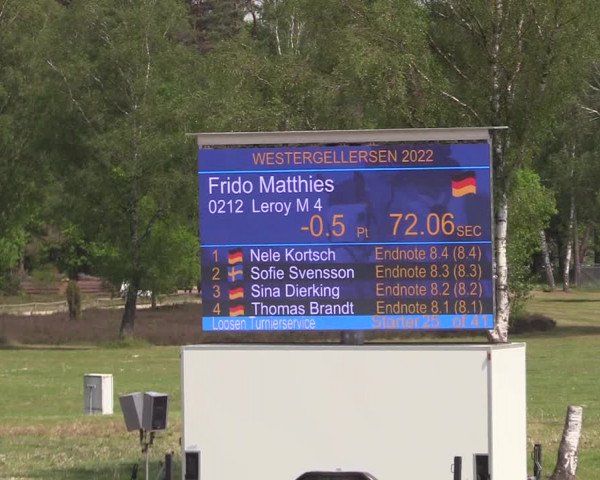 WESTERGELLERSEN 2022
Frido Matthies
0212 Leroy M 4
-0.5 Pt 72.06 SEC
1 Nele Kortsch Endnote 8.4 (8.4)
2 Sofie Svensson Endnote 8.3 (8.3)
3 Sina Dierking Endnote 8.2 (8.2)
4 Thomas Brandt Endnote 8.1 (8.1)
Loosen Turnierservice Starter 25 of 41